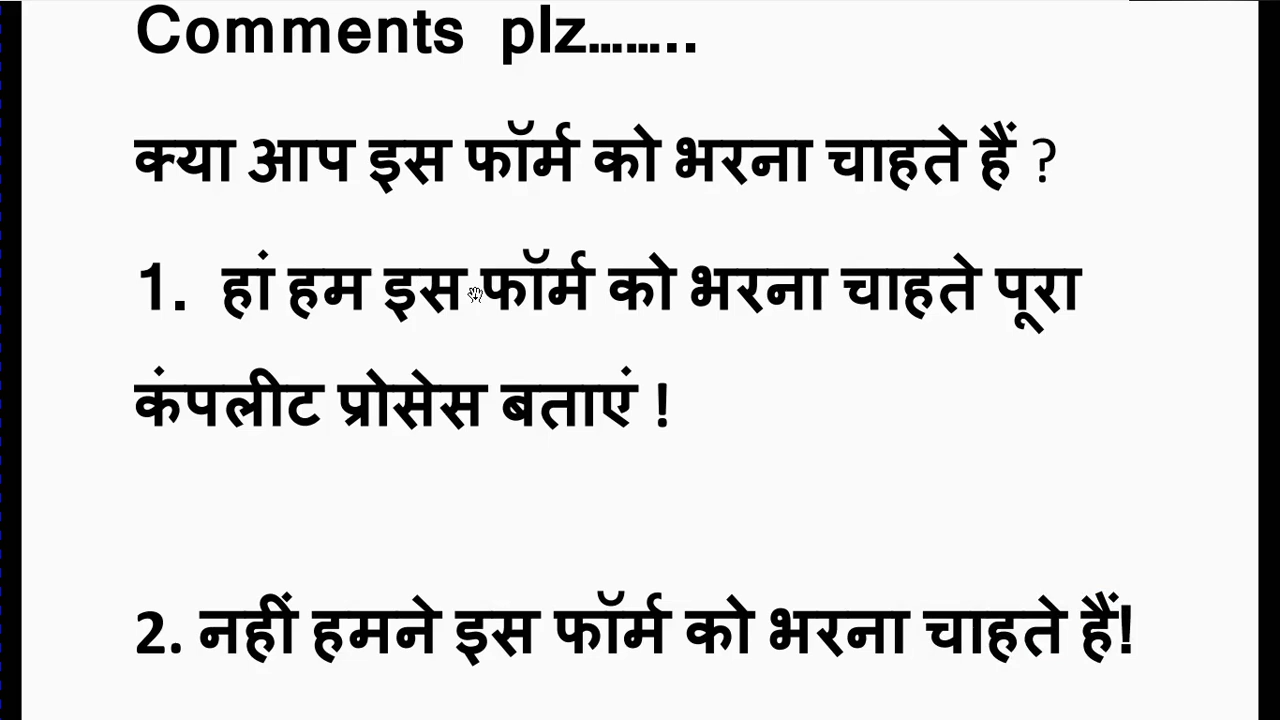 Comments plz……..
क्या आप इस फॉर्म को भरना चाहते हैं ?
1. हां हम इस फॉर्म को भरना चाहते पूरा
कंपलीट प्रोसेस बताएं !
2. नहीं हमने इस फॉर्म को भरना चाहते हैं!